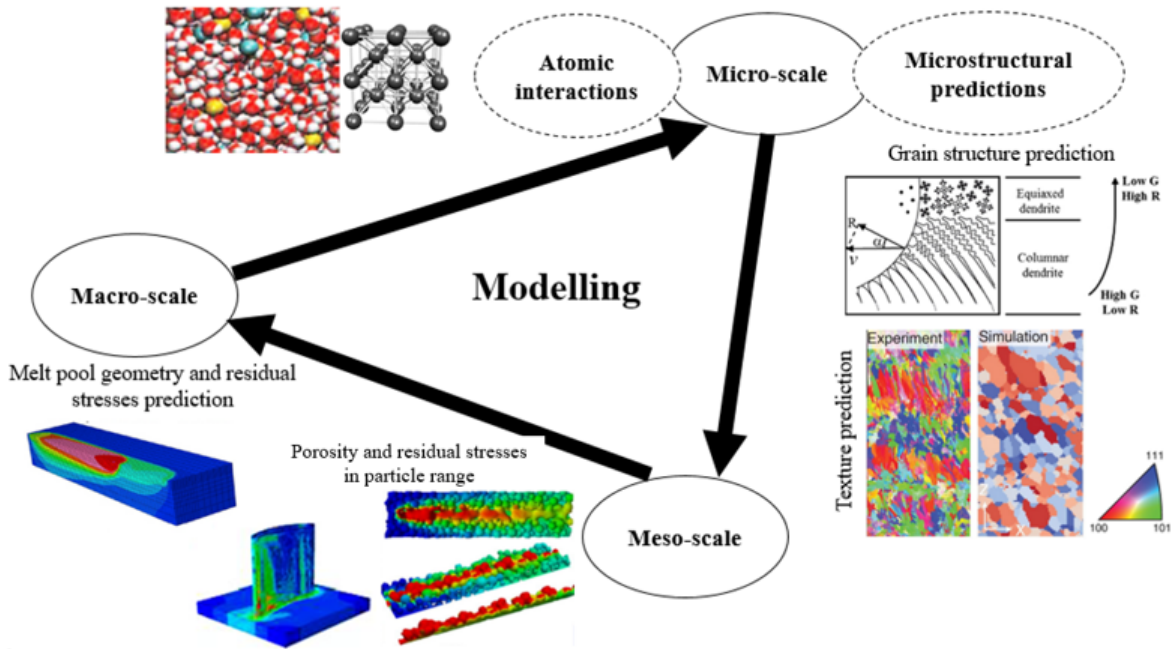 Atomic
interactions
Micro-scale
Microstructural
predictions
Grain structure prediction
R
α
v
Equiaxed
dendrite
Columnar
dendrite
Low G
High R
High G
Low R
Macro-scale
Modelling
Melt pool geometry and residual
stresses prediction
Porosity and residual stresses
in particle range
Meso-scale
Texture prediction
Experiment
Simulation
111
100
101